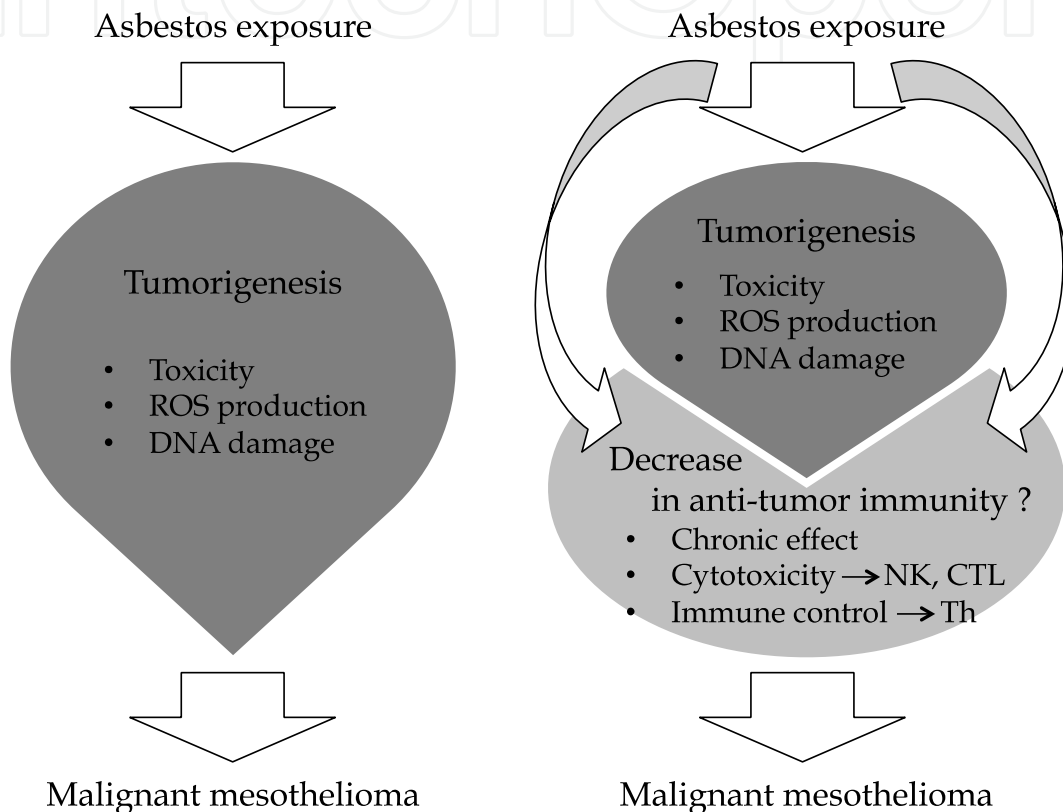 Asbestos exposure
Tumorigenesis
• Toxicity
• ROS production
• DNA damage
Malignant mesothelioma
Asbestos exposure
Tumorigenesis
• Toxicity
• ROS production
• DNA damage
Decrease
in anti-tumor immunity ?
• Chronic effect
• Cytotoxicity → NK, CTL
• Immune control → Th
Malignant mesothelioma